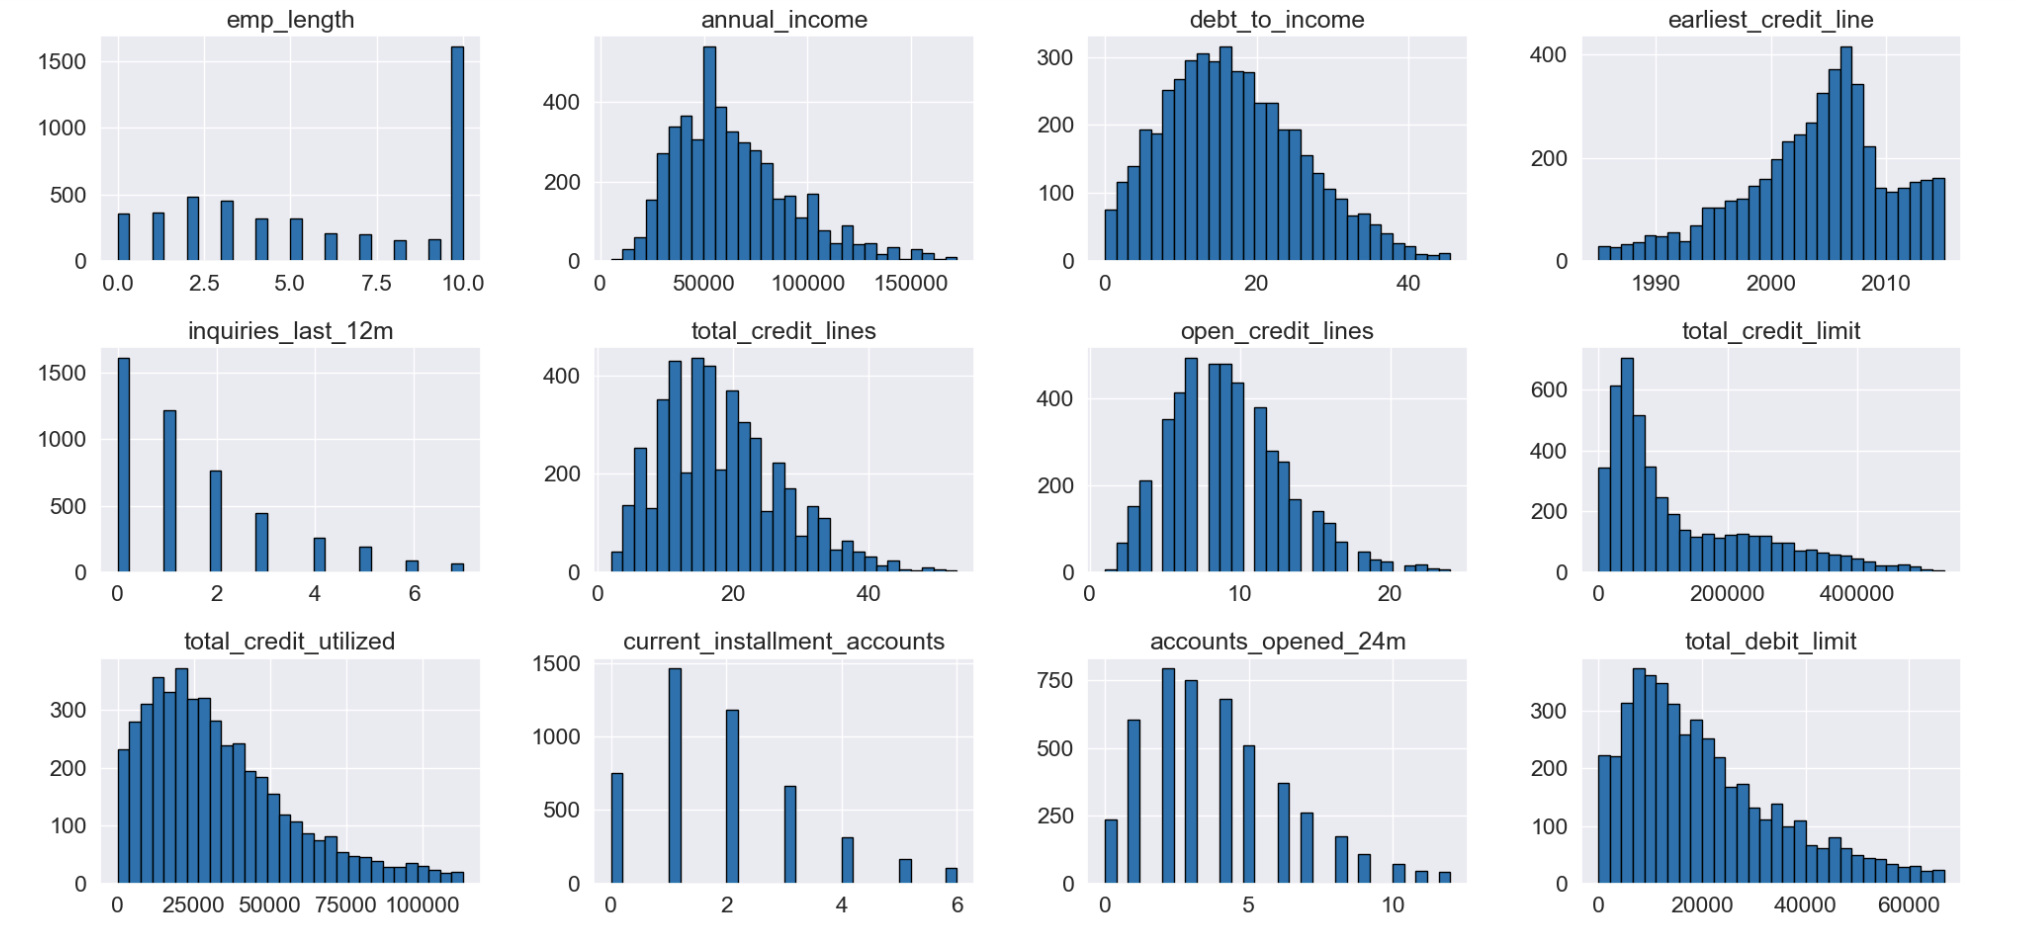 emp_length
annual_income
debt_to_income
earliest_credit_line
1500
1000
500
0
0.0 2.5 5.0 7.5 10.0
400
200
0
0 50000 100000 150000
300
200
100
0
0 20 40
400
200
0
1990 2000 2010
inquiries_last_12m
total_credit_lines
open_credit_lines
total_credit_limit
1500
1000
500
0
0 2 4 6
400
200
0
0 20 40
400
200
0
0 10 20
600
400
200
0
0 200000 400000
total_credit_utilized
current_installment_accounts
accounts_opened_24m
total_debit_limit
300
200
100
0
0 25000 50000 75000 100000
1500
1000
500
0
0 2 4 6
750
500
250
0
0 5 10
300
200
100
0
0 20000 40000 60000